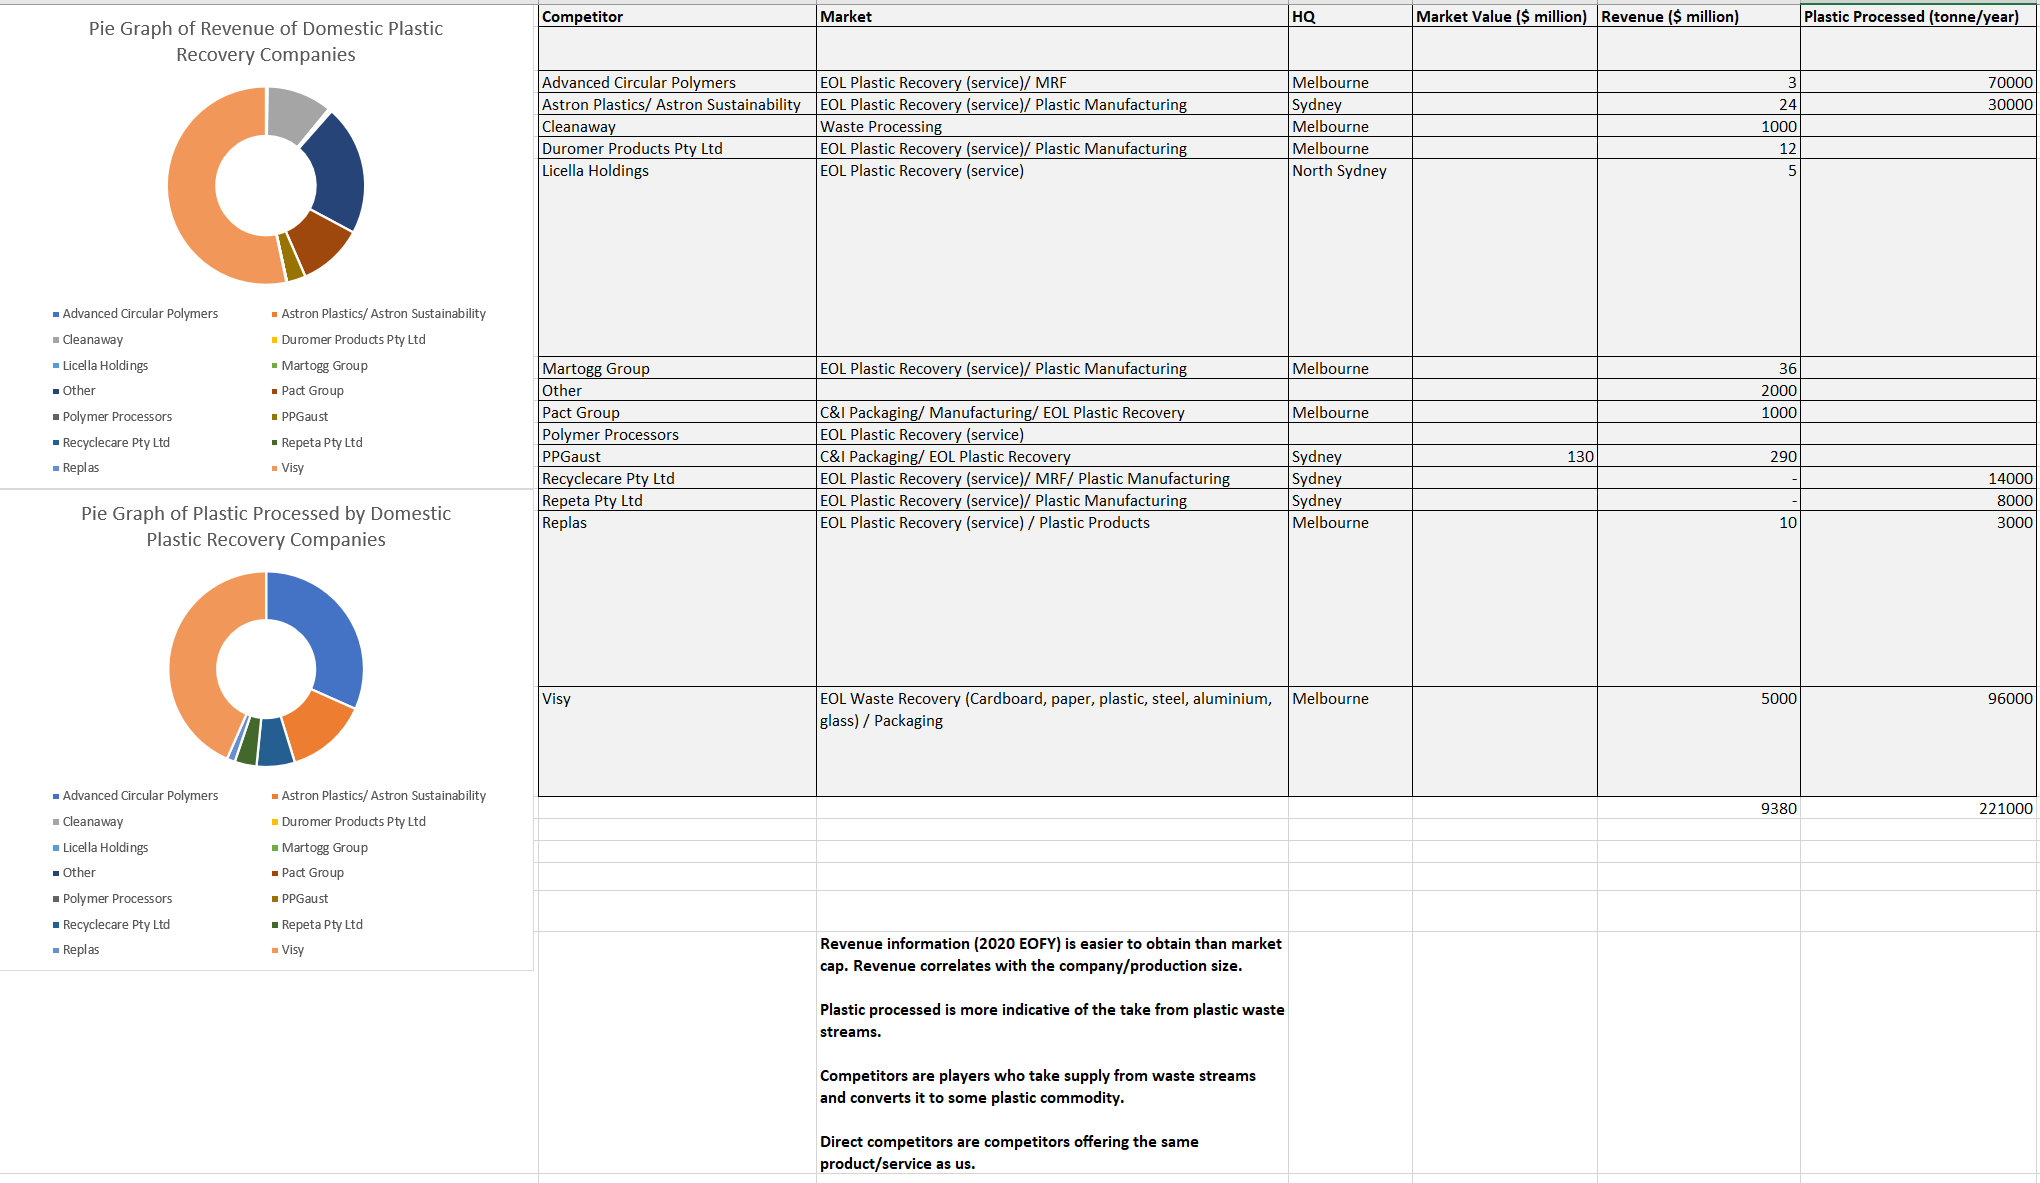 Pie Graph of Revenue of Domestic Plastic
Recovery Companies
Advanced Circular Polymers
Astron Plastics/ Astron Sustainability
Cleanaway
Duromer Products Pty Ltd
Licella Holdings
Martogg Group
Other
Pact Group
Polymer Processors
PPGaust
Recyclecare Pty Ltd
Repeta Pty Ltd
Replas
Visy
Pie Graph of Plastic Processed by Domestic
Plastic Recovery Companies
Advanced Circular Polymers
Astron Plastics/ Astron Sustainability
Cleanaway
Duromer Products Pty Ltd
Licella Holdings
Martogg Group
Other
Pact Group
Polymer Processors
PPGaust
Recyclecare Pty Ltd
Repeta Pty Ltd
Replas
Visy
Competitor Market HQ Market Value ($ million) Revenue ($ million) Plastic Processed (tonne/year)
Advanced Circular Polymers EOL Plastic Recovery (service)/ MRF Melbourne 3 70000
Astron Plastics/ Astron Sustainability EOL Plastic Recovery (service)/ Plastic Manufacturing Sydney 24 30000
Cleanaway Waste Processing Melbourne 1000
Duromer Products Pty Ltd EOL Plastic Recovery (service)/ Plastic Manufacturing Melbourne 12
Licella Holdings EOL Plastic Recovery (service) North Sydney 5
Martogg Group EOL Plastic Recovery (service)/ Plastic Manufacturing Melbourne 36
Other 2000
Pact Group C&I Packaging/ Manufacturing/ EOL Plastic Recovery Melbourne 1000
Polymer Processors EOL Plastic Recovery (service)
PPGaust C&I Packaging/ EOL Plastic Recovery Sydney 130 290
Recyclecare Pty Ltd EOL Plastic Recovery (service)/ MRF/ Plastic Manufacturing Sydney - 14000
Repeta Pty Ltd EOL Plastic Recovery (service)/ Plastic Manufacturing Sydney - 8000
Replas EOL Plastic Recovery (service) / Plastic Products Melbourne 10 3000
Visy EOL Waste Recovery (Cardboard, paper, plastic, steel, aluminium, Melbourne 5000 96000
glass) / Packaging
9380 221000
Revenue information (2020 EOFY) is easier to obtain than market
cap. Revenue correlates with the company/production size.
Plastic processed is more indicative of the take from plastic waste
streams.
Competitors are players who take supply from waste streams
and converts it to some plastic commodity.
Direct competitors are competitors offering the same
product/service as us.